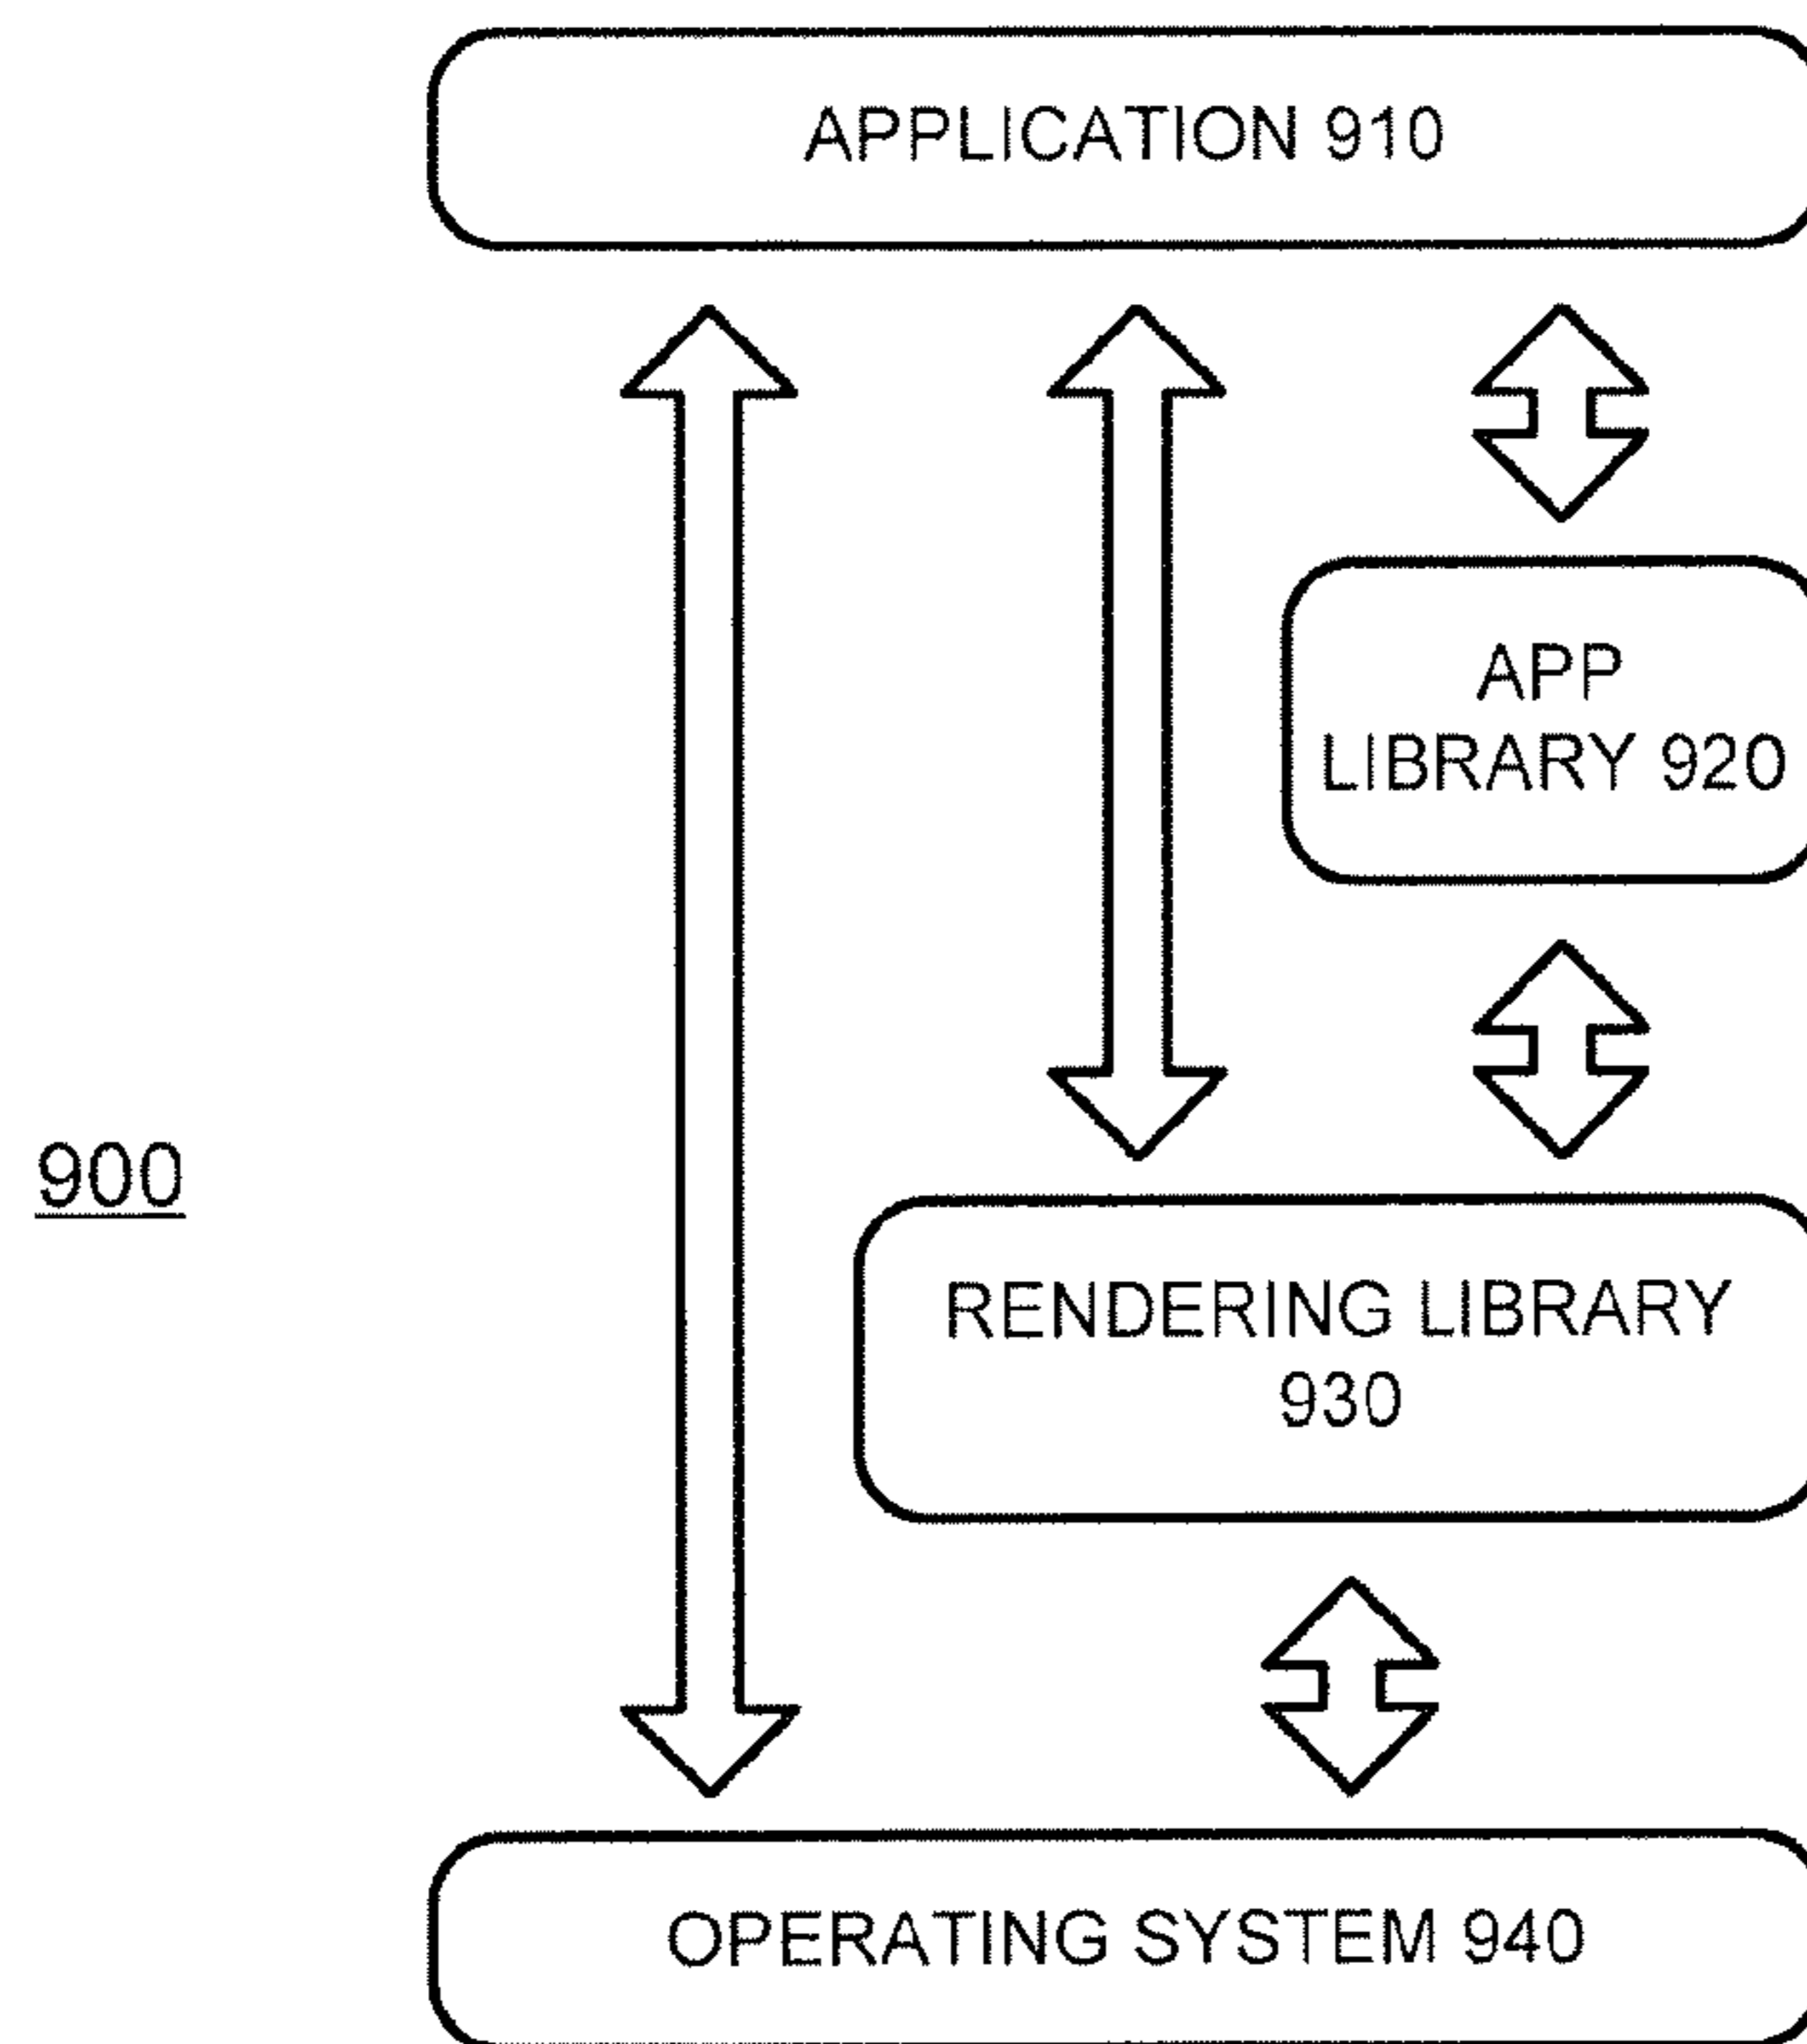 APPLICATION 910
APP
LIBRARY 920
900
RENDERING LIBRARY
930
OPERATING SYSTEM 940